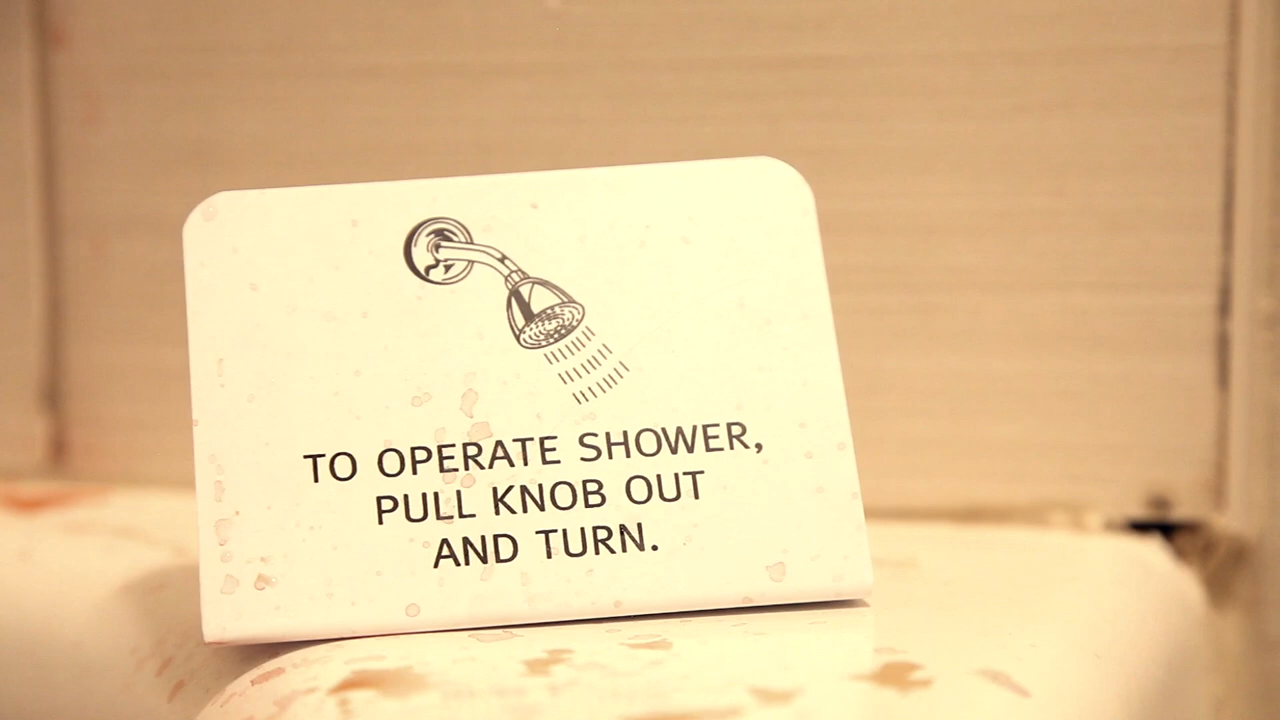 TO OPERATE SHOWER,
PULL KNOB OUT
AND TURN.